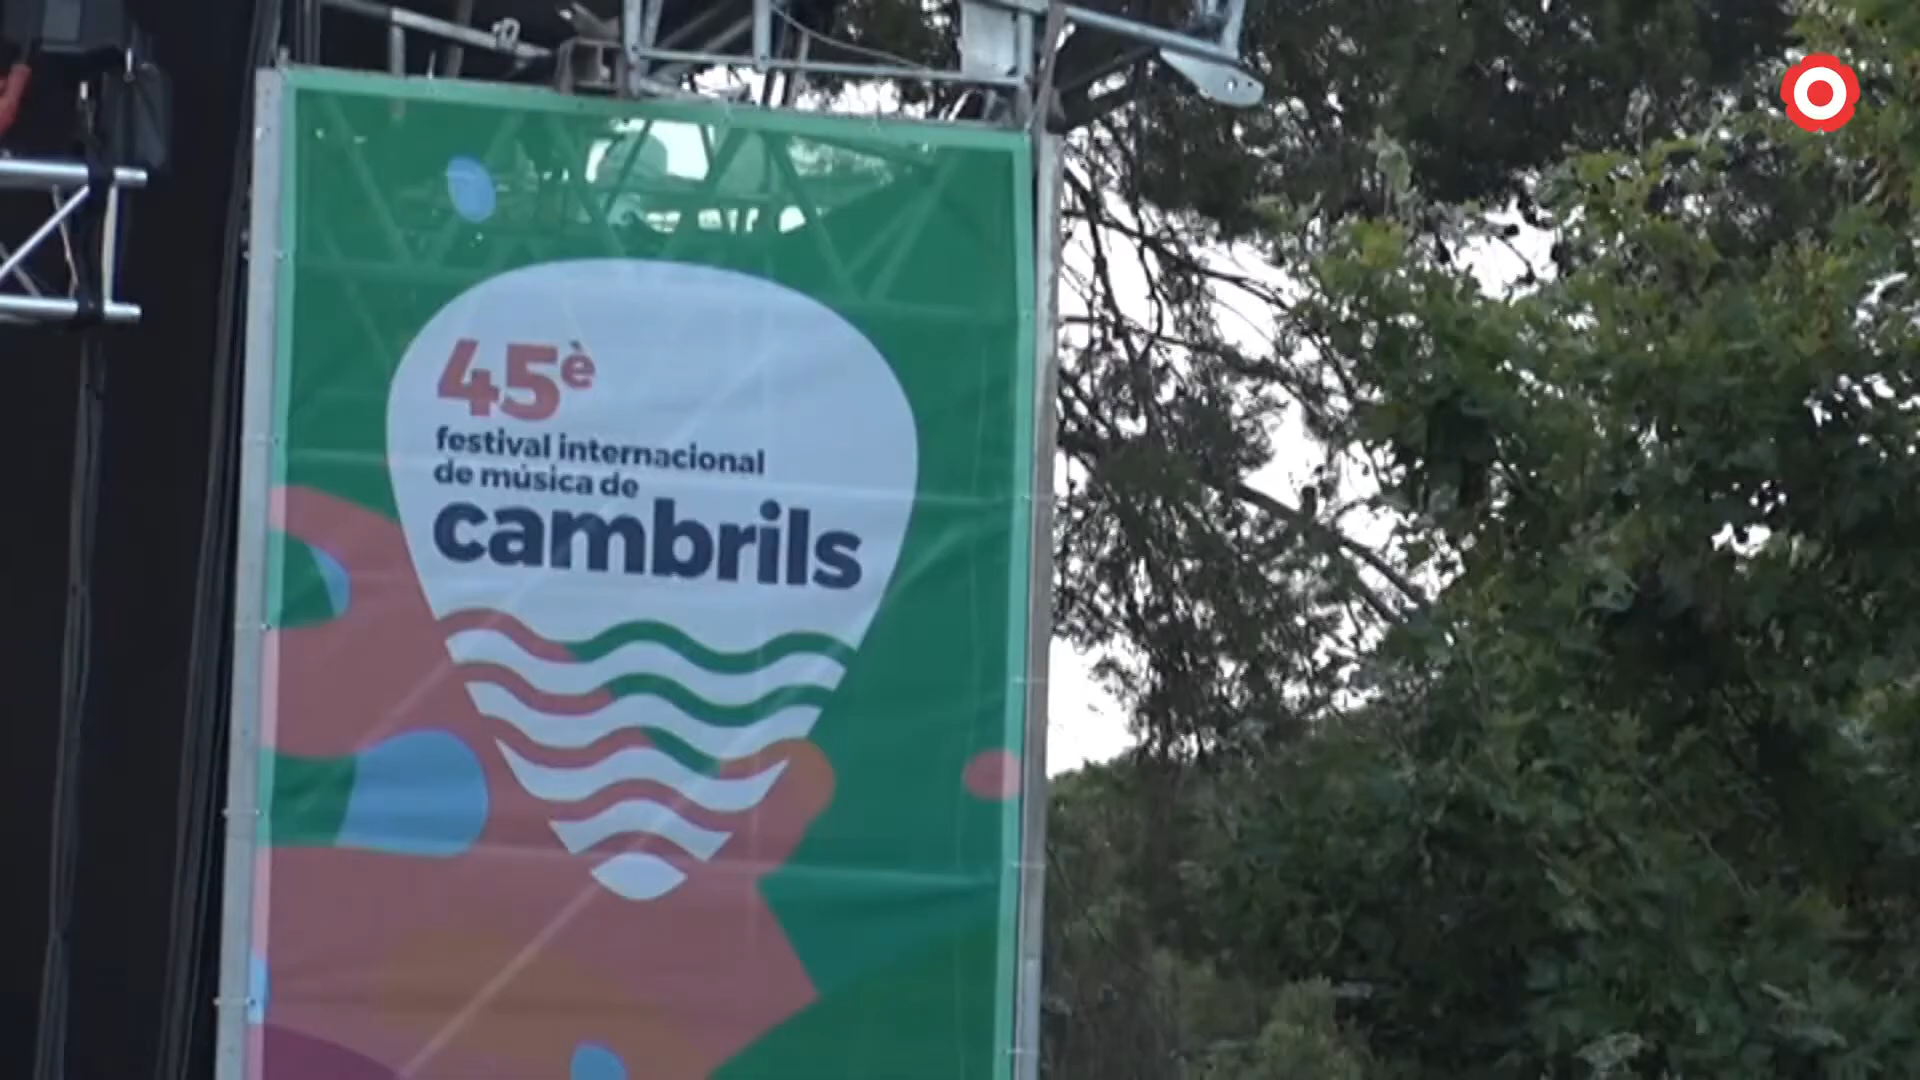 45è
festival internacional
de música de
cambrils